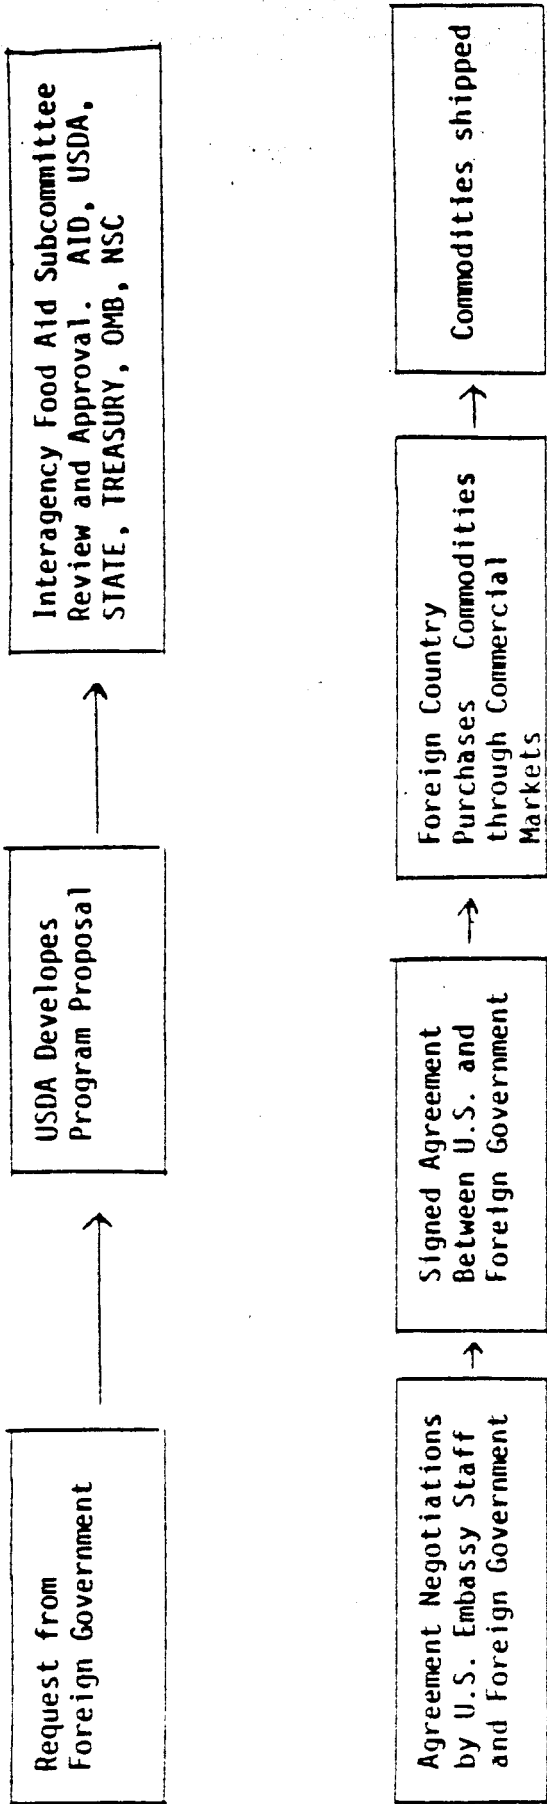 Request from
Foreign Government
USDA Developes
Program Proposal
Interagency Food Aid Subcommittee
Review and Approval. AID, USDA,
STATE, TREASURY, OMB, NSC
Agreement Negotiations
by U.S. Embassy Staff
and Foreign Government
Signed Agreement
Between U.S. and
Foreign Government
Foreign Country
Purchases Commodities
through Commercial
Markets
Commodities shipped